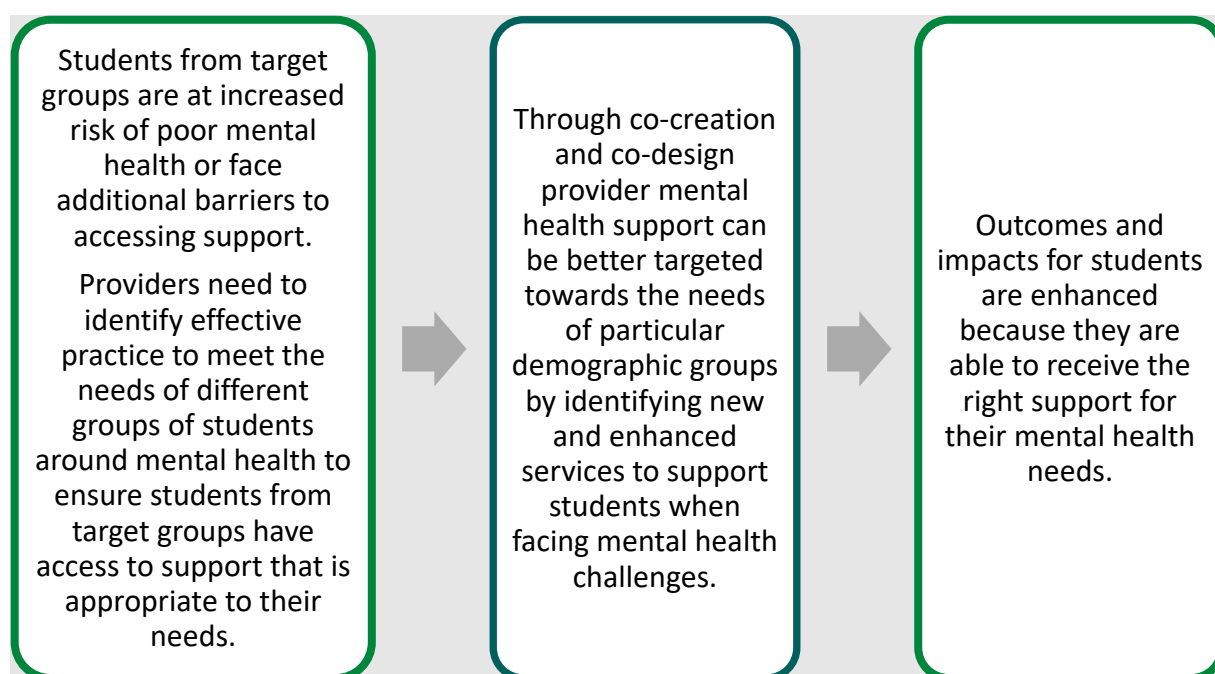 Students from target
groups are at increased
risk of poor mental
health or face
additional barriers to
accessing support.
Providers need to
identify effective
practice to meet the
needs of different
groups of students
around mental health to
ensure students from
target groups have
access to support that is
appropriate to their
needs.
Through co-creation
and co-design
provider mental
health support can
be better targeted
towards the needs
of particular
demographic groups
by identifying new
and enhanced
services to support
students when
facing mental health
challenges.
Outcomes and
impacts for students
are enhanced
because they are
able to receive the
right support for
their mental health
needs.